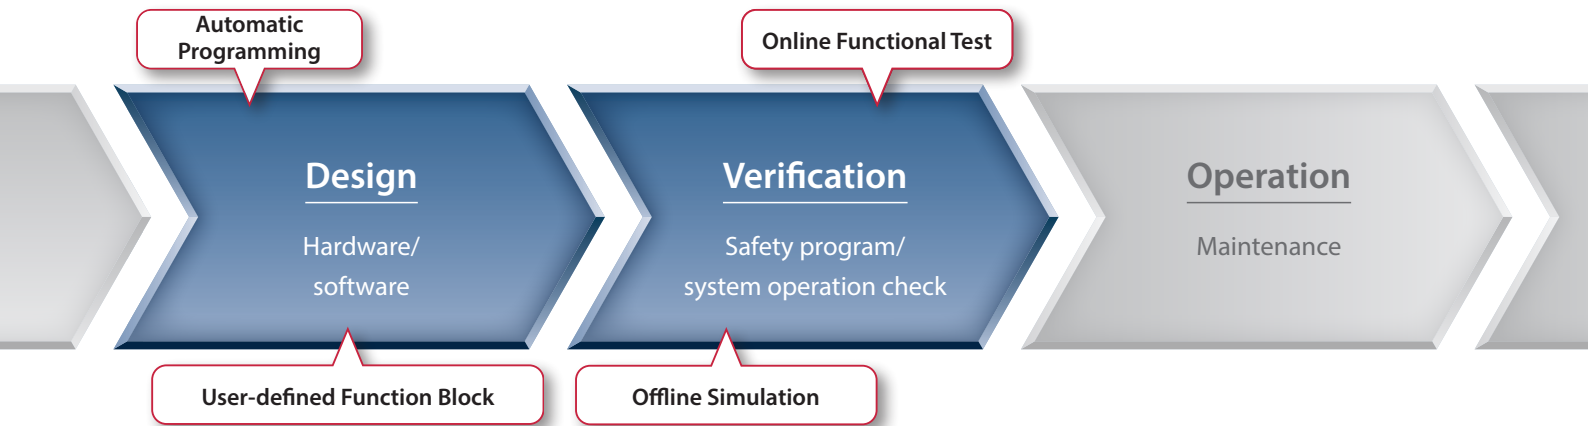 Automatic
Programming
Online Functional Test
Design
Hardware/
software
Verification
Safety program/
system operation check
Operation
Maintenance
User-defined Function Block
Offline Simulation